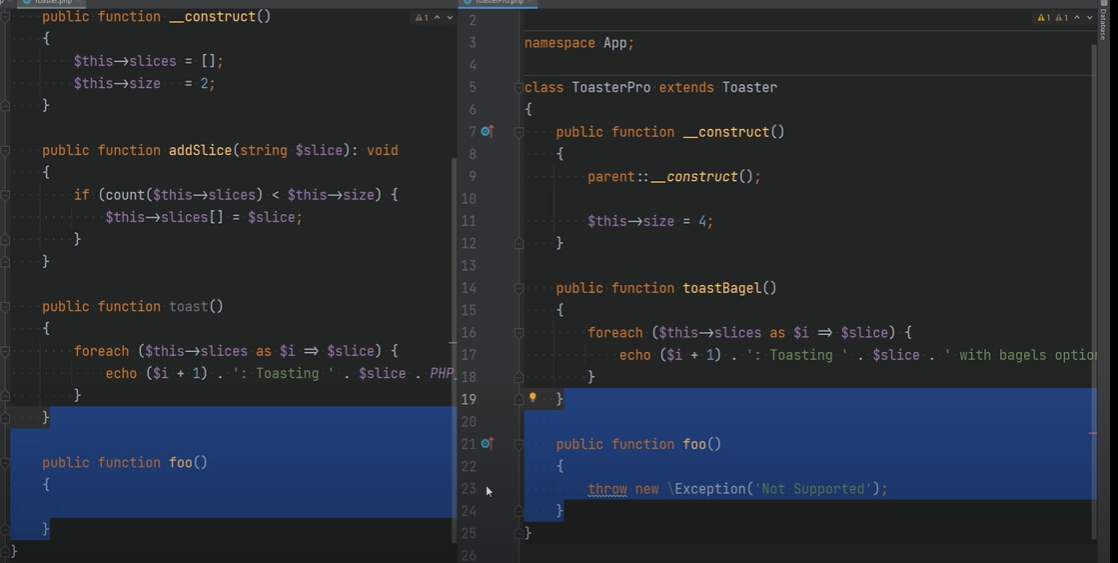 Toaster.php
public function __construct()
{
$this->slices = [];
$this->size = 2;
}
public function addSlice(string $slice): void
{
if (count($this->slices) < $this->size) {
$this->slices[] = $slice;
}
}
public function toast()
{
foreach ($this->slices as $i => $slice) {
echo ($i + 1) . ': Toasting ' . $slice . PHP_
}
}
public function foo()
{
}
}
1
ToasterPro.php
2
3 namespace App;
4
5 class ToasterPro extends Toaster
6 {
7 public function __construct()
8 {
9 parent::__construct();
10
11 $this->size = 4;
12 }
13
14 public function toastBagel()
15 {
16 foreach ($this->slices as $i => $slice) {
17 echo ($i + 1) . ': Toasting ' . $slice . ' with bagels optio
18 }
19 }
20
21 public function foo()
22 {
23 throw new \Exception('Not Supported');
24 }
25 }
26
1 1
Database